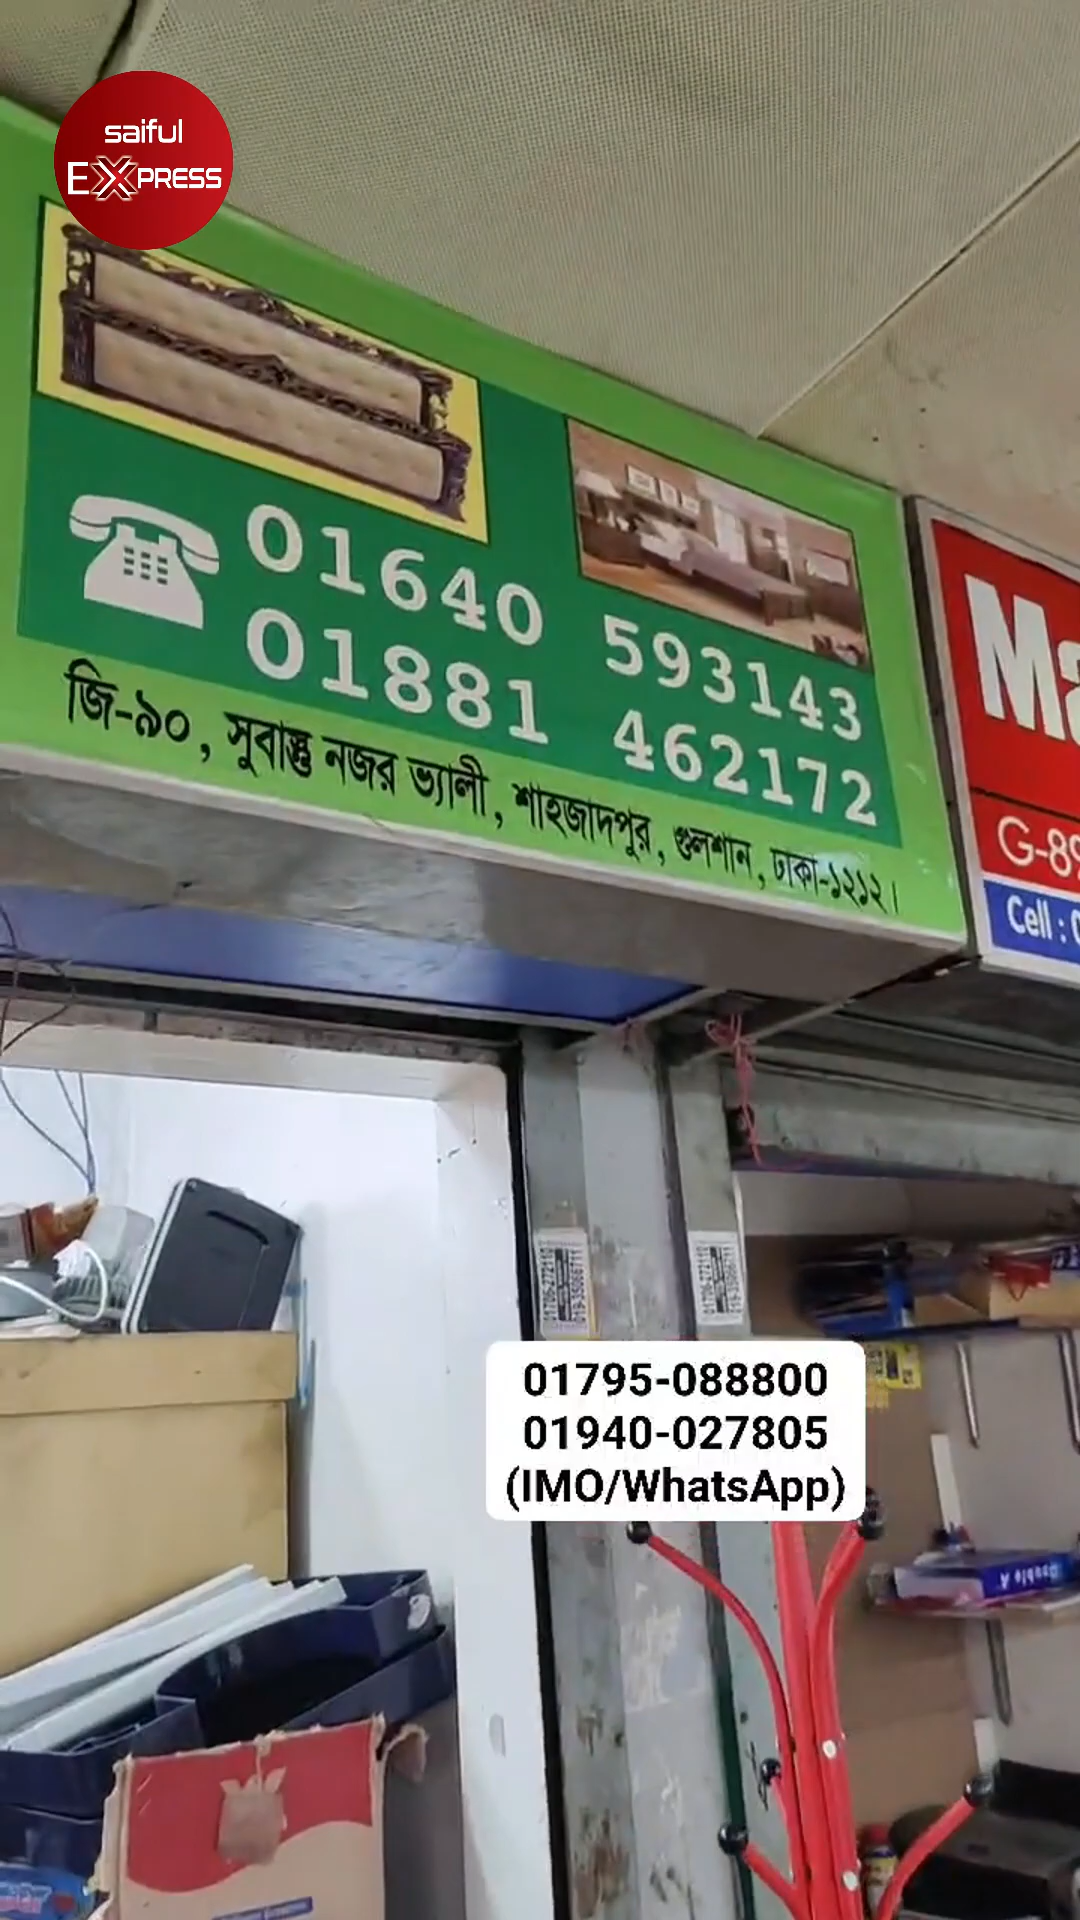 saiful
EXPRESS
01640 593143
01881 462172
জি-৯০, সুবাস্তু নজর ভ্যালী, শাহজাদপুর, গুলশান, ঢাকা-১২১২।
G-89
Cell :
01795-088800
01940-027805
(IMO/WhatsApp)
Double A